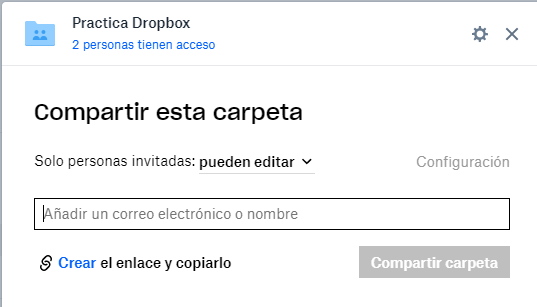 Practica Dropbox
2 personas tienen acceso
Compartir esta carpeta
Solo personas invitadas: pueden editar
Configuración
Añadir un correo electrónico o nombre
Crear el enlace y copiarlo
Compartir carpeta